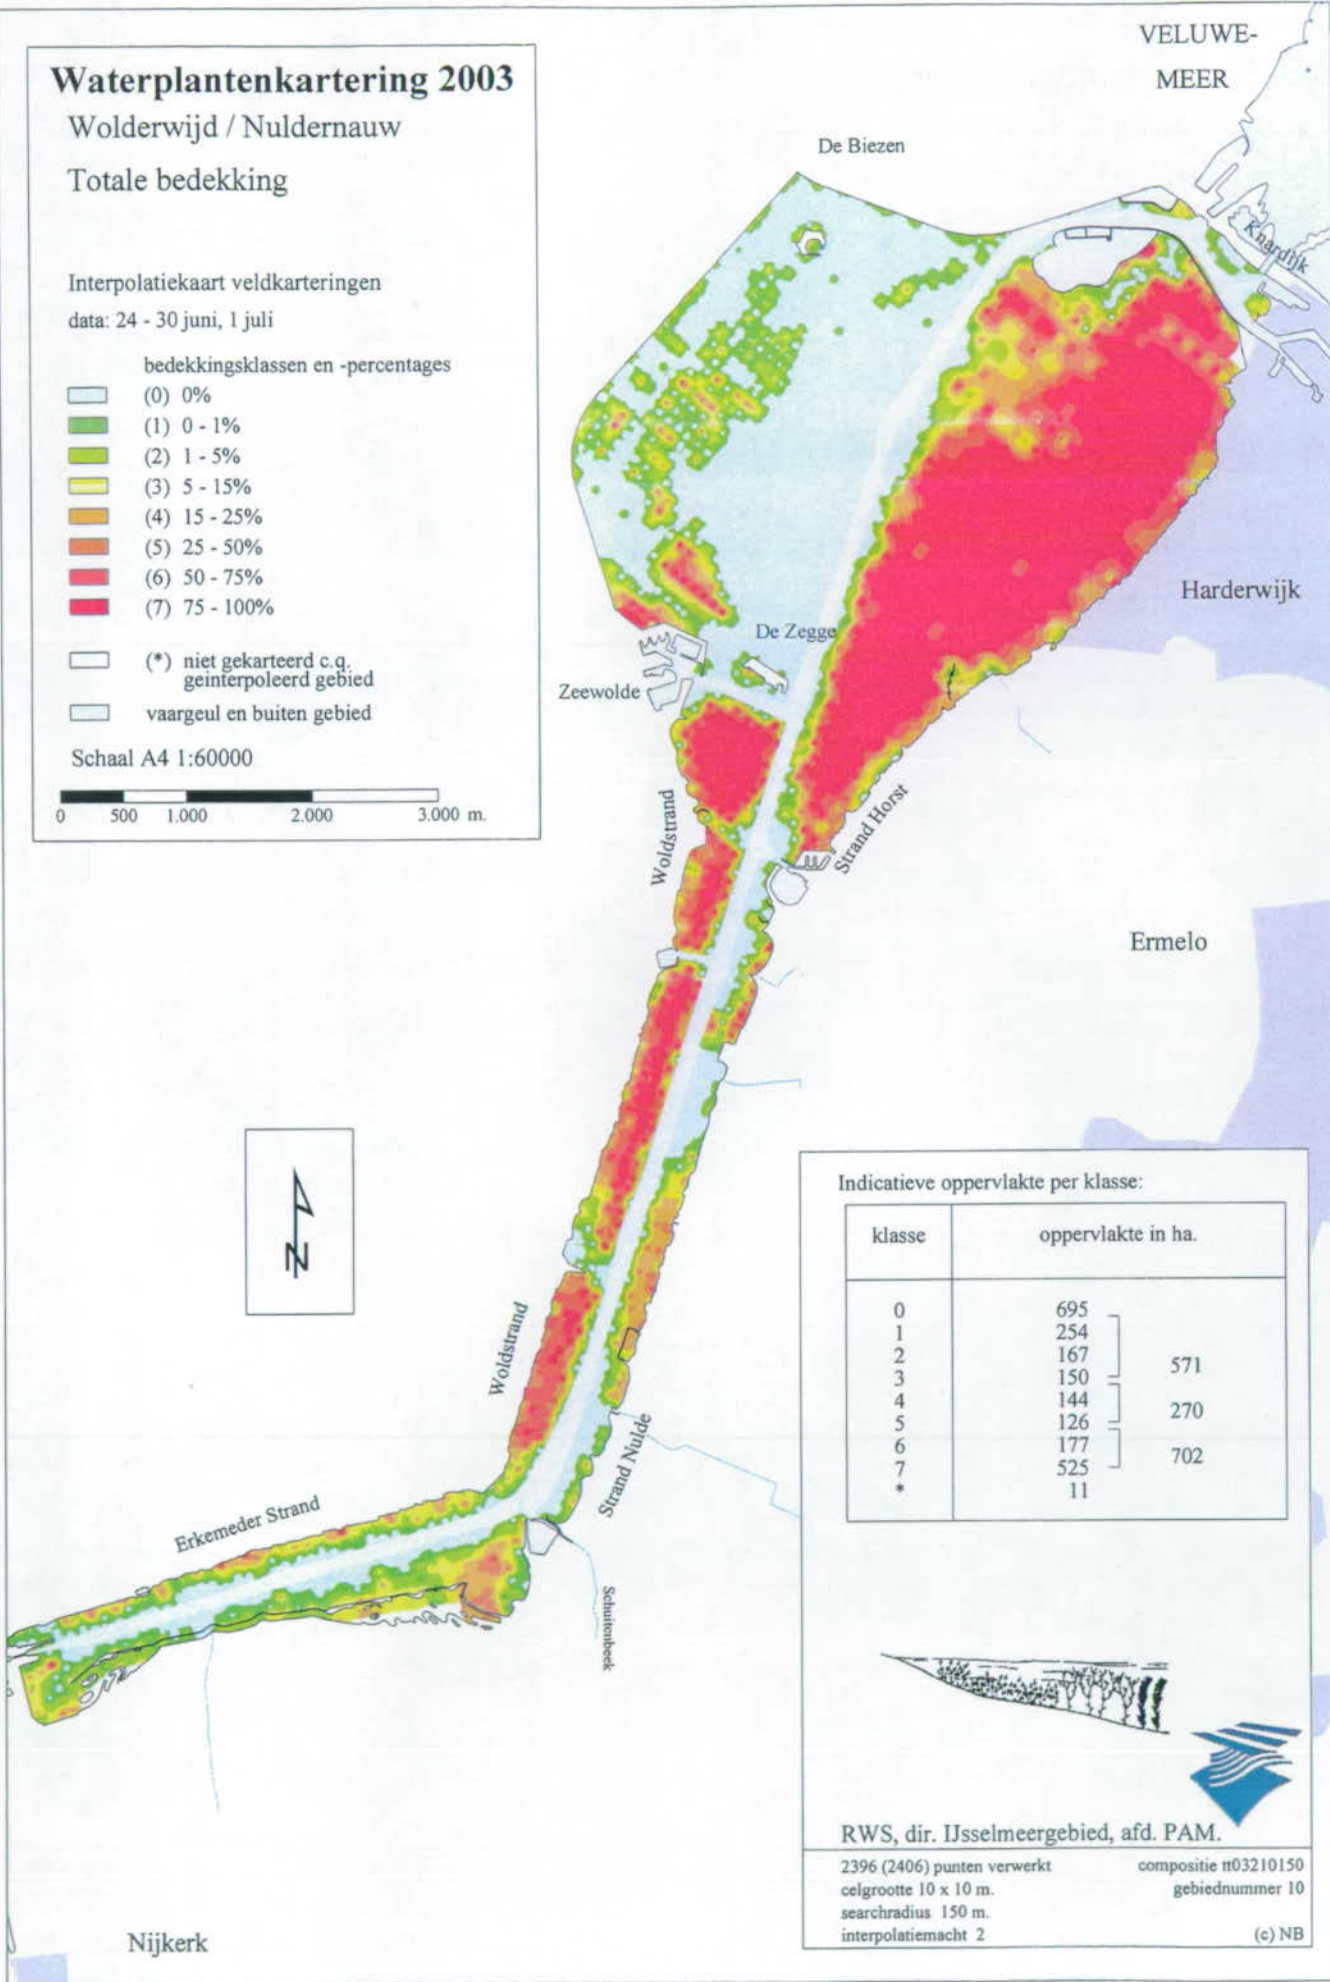 Waterplantenkartering 2003
Wolderwijd / Nuldernauw
Totale bedekking
Interpolatiekaart veldkarteringen
data: 24 - 30 juni, 1 juli
bedekkingsklassen en -percentages
(0) 0%
(1) 0 - 1%
(2) 1 - 5%
(3) 5 - 15%
(4) 15 - 25%
(5) 25 - 50%
(6) 50 - 75%
(7) 75 - 100%
(*) niet gekarteerd c.q.
geinterpoleerd gebied
vaargeul en buiten gebied
Schaal A4 1:60000
0 500 1.000 2.000 3.000 m.
VELUWE-
MEER
De Biezen
Knardijk
Harderwijk
De Zegge
Zeewolde
Woldstrand
Strand Horst
Ermelo
N
Woldstrand
Strand Nulde
Erkemeder Strand
Schuitenbeek
Nijkerk
Indicatieve oppervlakte per klasse:
klasse oppervlakte in ha.
0 695
1 254
2 167
3 150
571
4 144
5 126
270
6 177
7 525
702
* 11
RWS, dir. IJsselmeergebied, afd. PAM.
2396 (2406) punten verwerkt compositie tt03210150
celgrootte 10 x 10 m. gebiednummer 10
searchradius 150 m.
interpolatiemacht 2 (c) NB